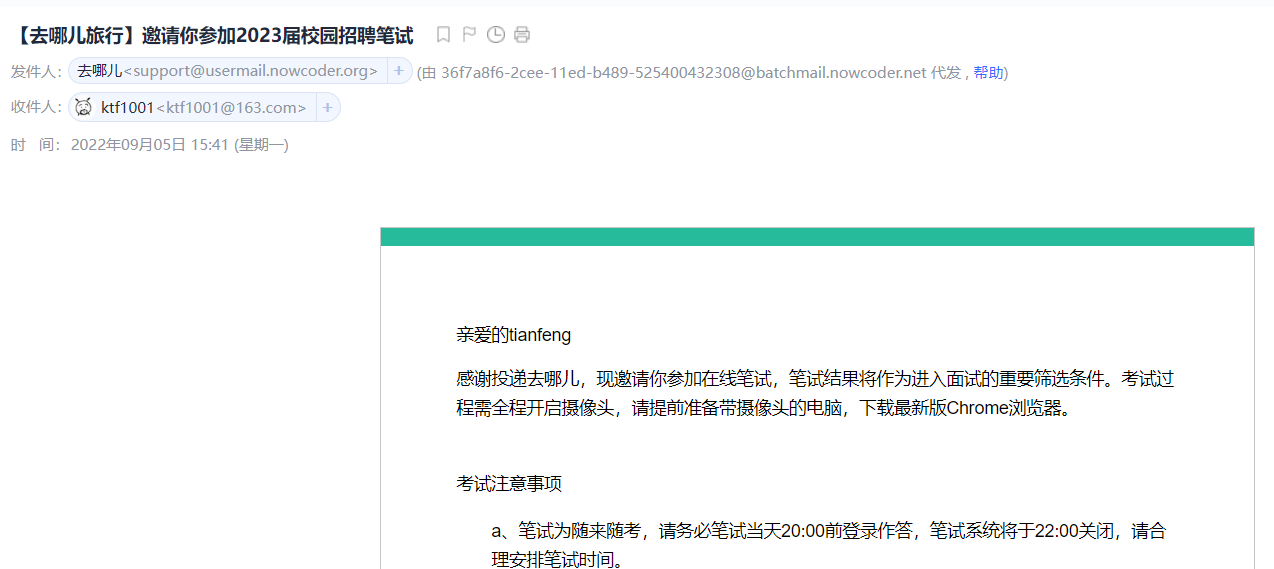 【去哪儿旅行】邀请你参加2023届校园招聘笔试
发件人： 去哪儿<support@usermail.nowcoder.org> + (由 36f7a8f6-2cee-11ed-b489-525400432308@batchmail.nowcoder.net 代发 , 帮助)
收件人： ktf1001<ktf1001@163.com> +
时 间： 2022年09月05日 15:41 (星期一)
亲爱的tianfeng
感谢投递去哪儿，现邀请你参加在线笔试，笔试结果将作为进入面试的重要筛选条件。考试过
程需全程开启摄像头，请提前准备带摄像头的电脑，下载最新版Chrome浏览器。
考试注意事项
a、笔试为随来随考，请务必笔试当天20:00前登录作答，笔试系统将于22:00关闭，请合
理安排笔试时间。